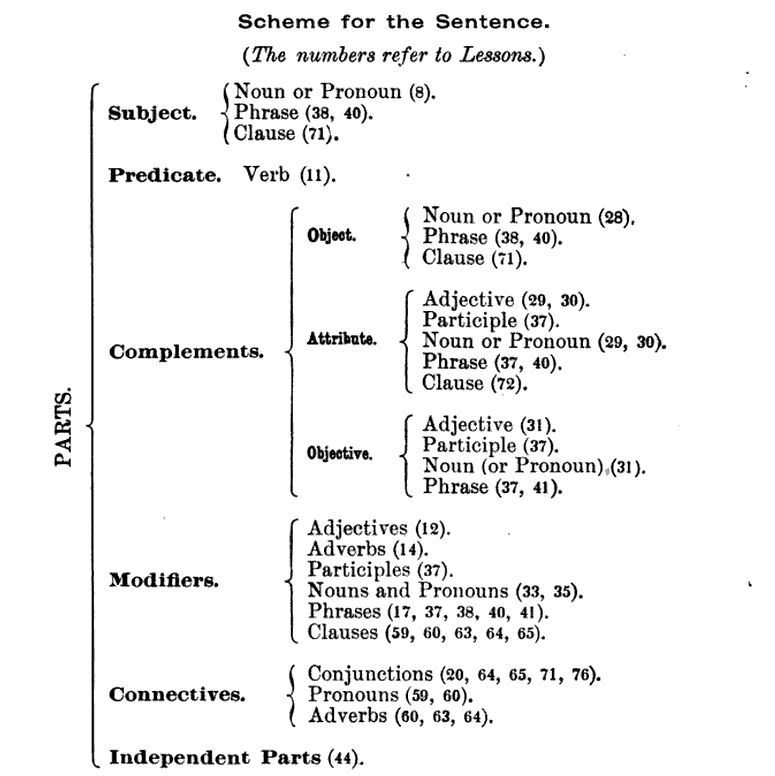 Scheme for the Sentence.
(The numbers refer to Lessons.)
PARTS.
Subject.
Noun or Pronoun (8).
Phrase (38, 40).
Clause (71).
Predicate. Verb (11).
Complements.
Object.
Noun or Pronoun (28).
Phrase (38, 40).
Clause (71).
Attribute.
Adjective (29, 30).
Participle (37).
Noun or Pronoun (29, 30).
Phrase (37, 40).
Clause (72).
Objective.
Adjective (31).
Participle (37).
Noun (or Pronoun) (31).
Phrase (37, 41).
Modifiers.
Adjectives (12).
Adverbs (14).
Participles (37).
Nouns and Pronouns (33, 35).
Phrases (17, 37, 38, 40, 41).
Clauses (59, 60, 63, 64, 65).
Connectives.
Conjunctions (20, 64, 65, 71, 76).
Pronouns (59, 60).
Adverbs (60, 63, 64).
Independent Parts (44).